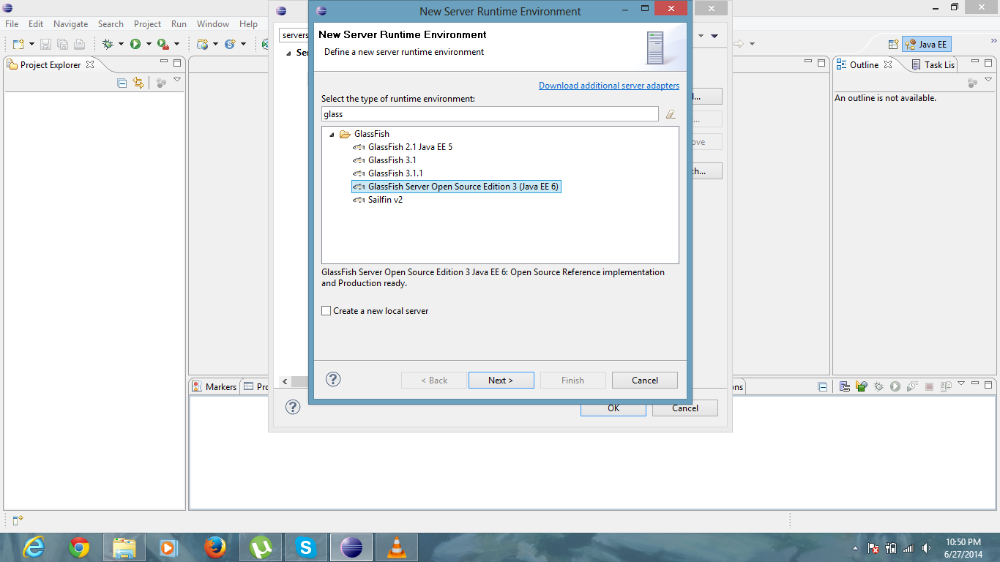 New Server Runtime Environment
File Edit Navigate Search Project Run Window Help
servers
New Server Runtime Environment
Define a new server runtime environment
Java EE
Project Explorer
Outline
Task Lis
An outline is not available.
Download additional server adapters
Select the type of runtime environment:
glass
GlassFish
GlassFish 2.1 Java EE 5
GlassFish 3.1
GlassFish 3.1.1
GlassFish Server Open Source Edition 3 (Java EE 6)
Sailfin v2
GlassFish Server Open Source Edition 3 Java EE 6: Open Source Reference implementation
and Production ready.
Create a new local server
< Back
Next >
Finish
Cancel
Markers
OK
Cancel
10:50 PM
6/27/2014